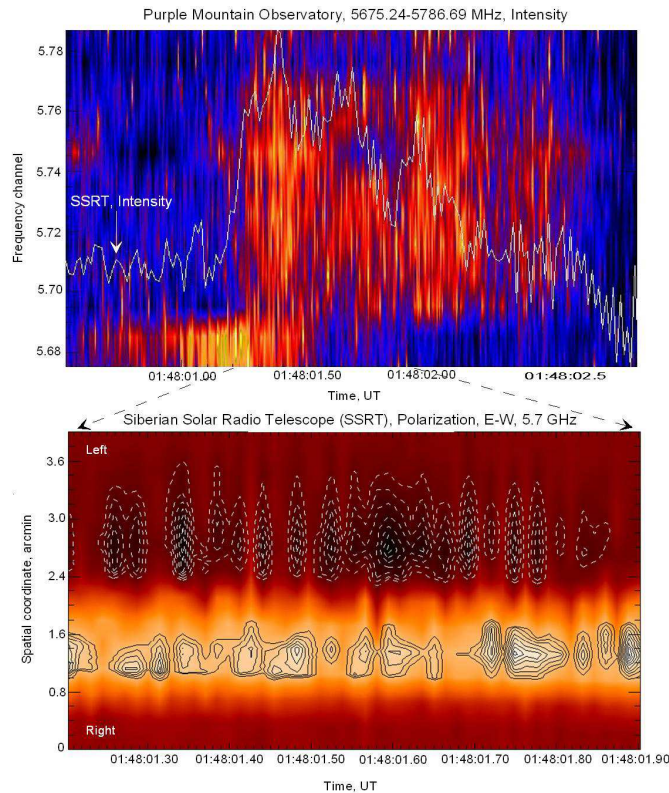 Purple Mountain Observatory, 5675.24-5786.69 MHz, Intensity
5.78
5.76
5.74
5.72
5.70
5.68
Frequency channel
SSRT, Intensity
01:48:01.00 01:48:01.50 01:48:02.00 01:48:02.5
Time, UT
Siberian Solar Radio Telescope (SSRT), Polarization, E-W, 5.7 GHz
Left
3.6
3.0
2.4
1.6
0.8
0
Spatial coordinate, arcmin
Right
01:48:01.30 01:48:01.40 01:48:01.50 01:48:01.60 01:48:01.70 01:48:01.80 01:48:01.90
Time, UT